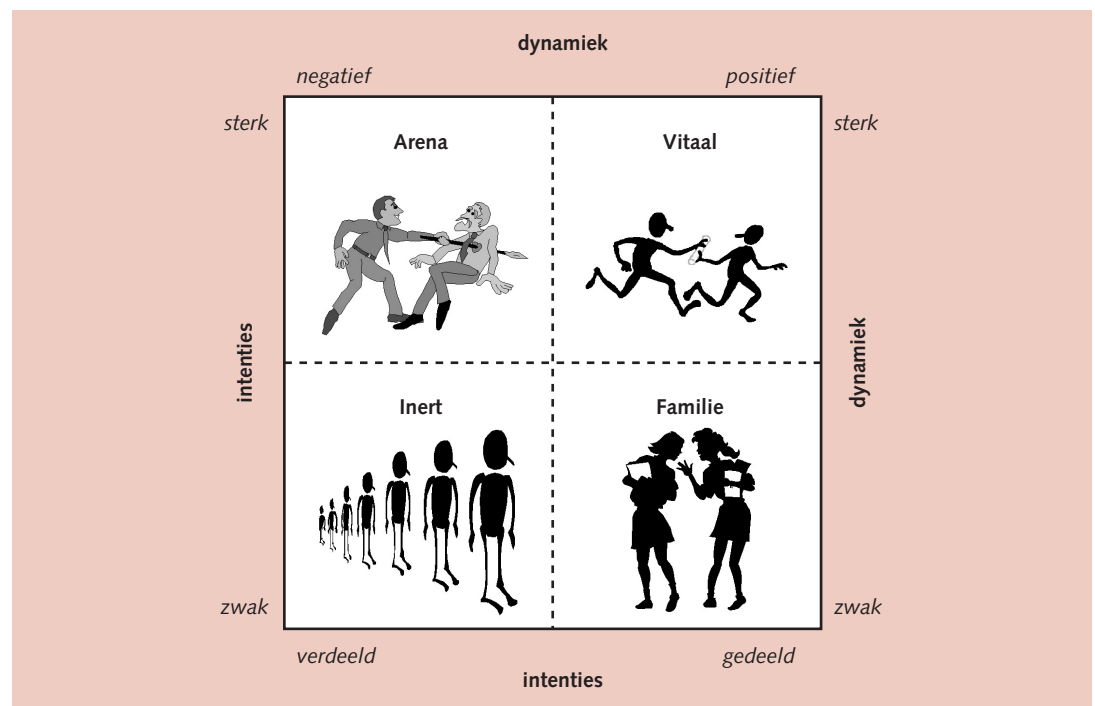 dynamiek
negatief positief
sterk sterk
Arena Vitaal
intenties dynamiek
Inert Familie
zwak zwak
verdeeld gedeeld
intenties